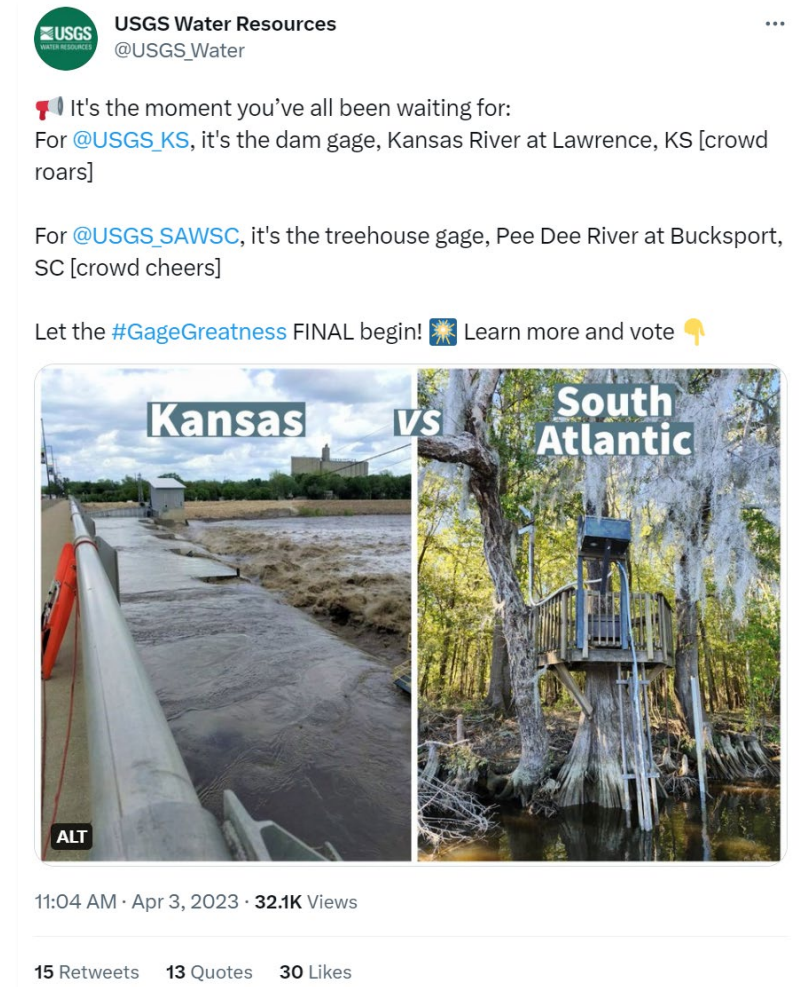 USGS
WATER RESOURCES
USGS Water Resources
@USGS_Water
📢 It's the moment you’ve all been waiting for:
For @USGS_KS, it's the dam gage, Kansas River at Lawrence, KS [crowd
roars]
For @USGS_SAWSC, it's the treehouse gage, Pee Dee River at Bucksport,
SC [crowd cheers]
Let the #GageGreatness FINAL begin! 🎇 Learn more and vote 👇
Kansas
vs
South
Atlantic
ALT
11:04 AM · Apr 3, 2023 · 32.1K Views
15 Retweets 13 Quotes 30 Likes